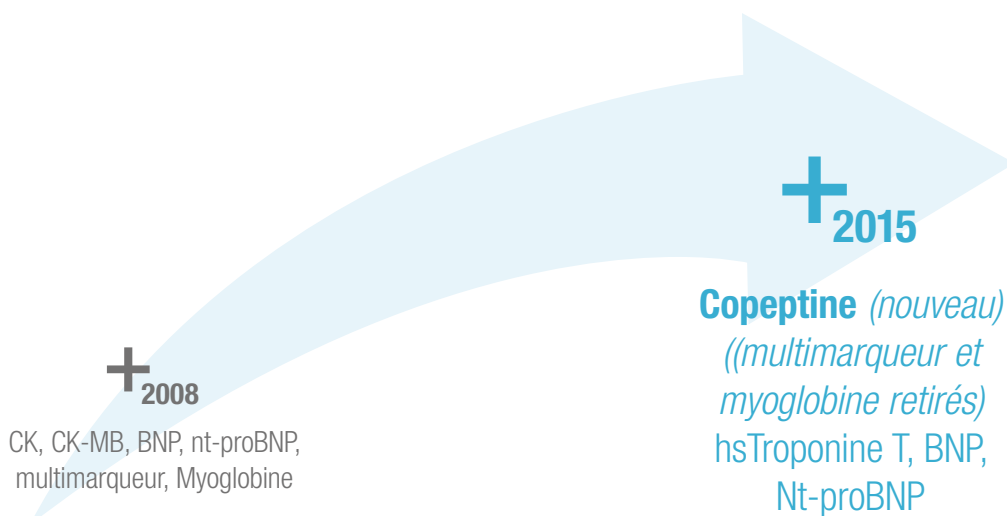 +2008
CK, CK-MB, BNP, nt-proBNP,
multimarqueur, Myoglobine
+2015
Copeptine (nouveau)
((multimarqueur et
myoglobine retirés)
hsTroponine T, BNP,
Nt-proBNP